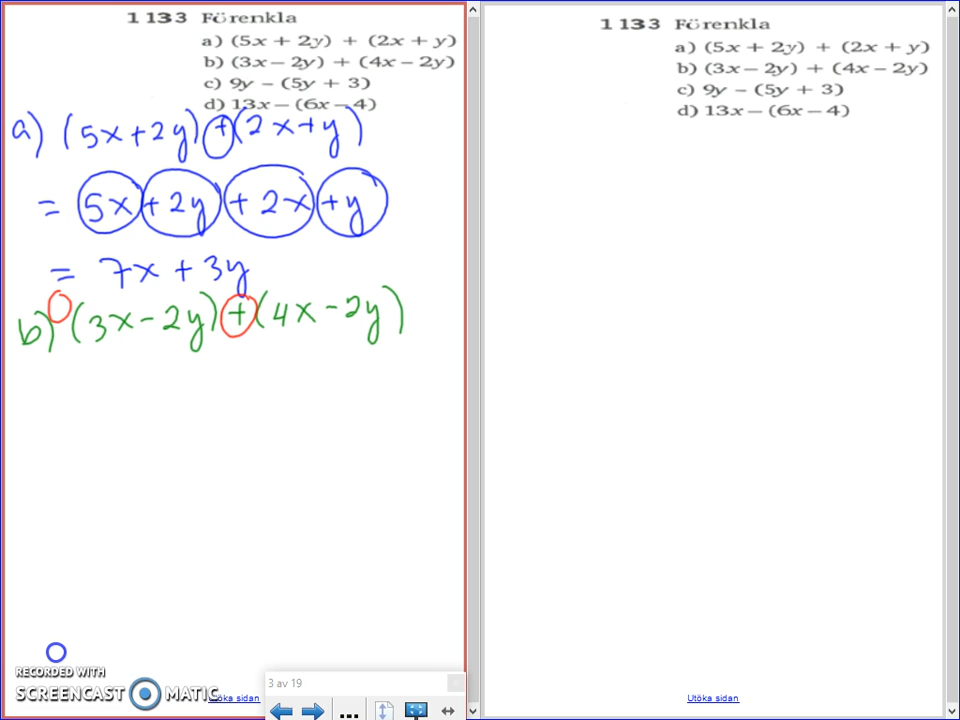 1133 Förenkla
a) (5x + 2y) + (2x + y)
b) (3x – 2y) + (4x – 2y)
c) 9y – (5y + 3)
d) 13x – (6x – 4)
a) (5x+2y)+(2x+y)
= 5x+2y+2x+y
= 7x+3y
b) (3x-2y)+(4x-2y)
RECORDED WITH
SCREENCAST MATIC
Utöka sidan
3 av 19
1133 Förenkla
a) (5x + 2y) + (2x + y)
b) (3x – 2y) + (4x – 2y)
c) 9y – (5y + 3)
d) 13x – (6x – 4)
Utöka sidan